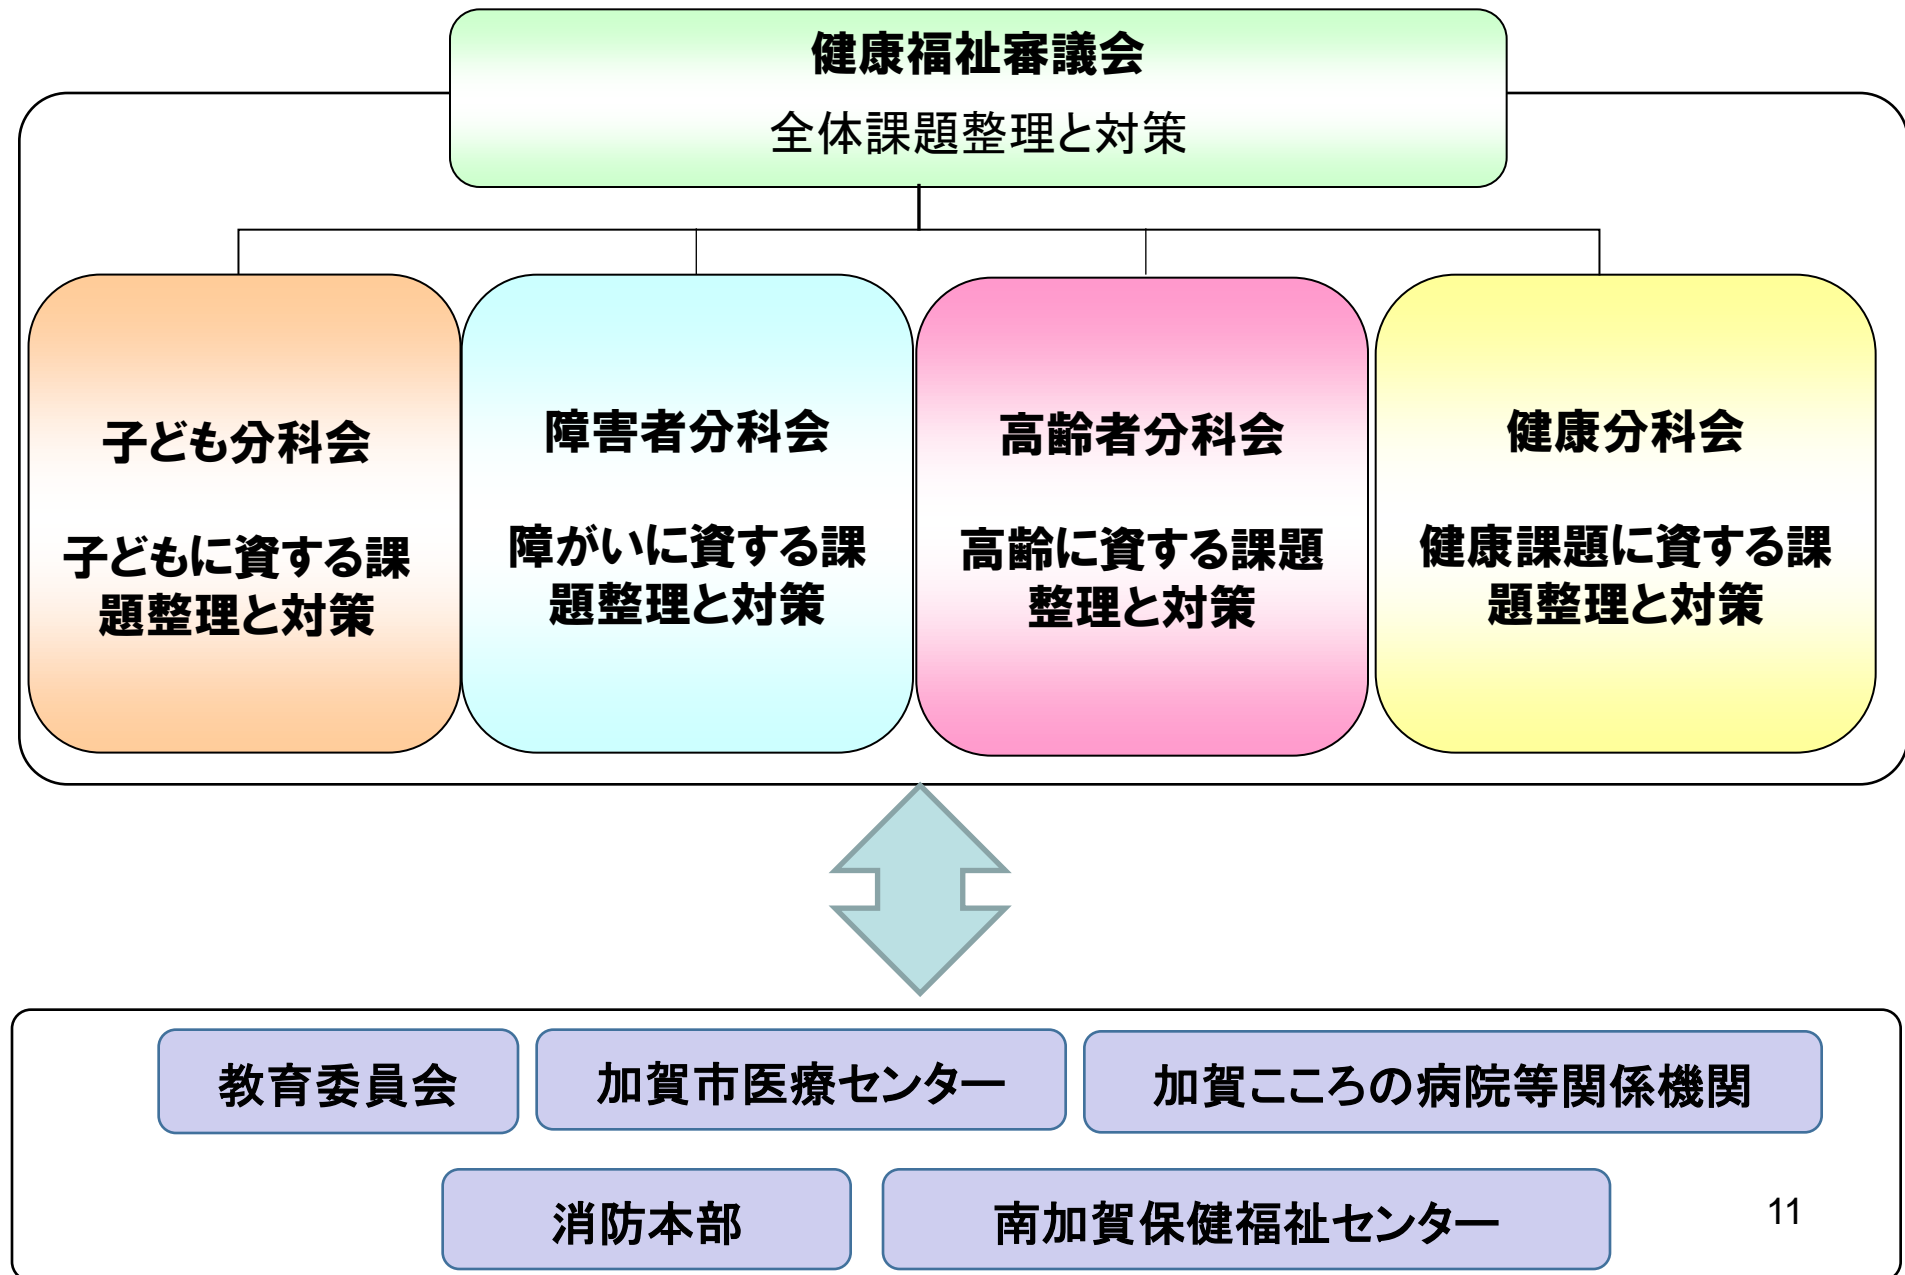 健康福祉審議会
全体課題整理と対策
子ども分科会
子どもに資する課
題整理と対策
障害者分科会
障がいに資する課
題整理と対策
高齢者分科会
高齢に資する課題
整理と対策
健康分科会
健康課題に資する課
題整理と対策
教育委員会
加賀市医療センター
加賀こころの病院等関係機関
消防本部
南加賀保健福祉センター
11